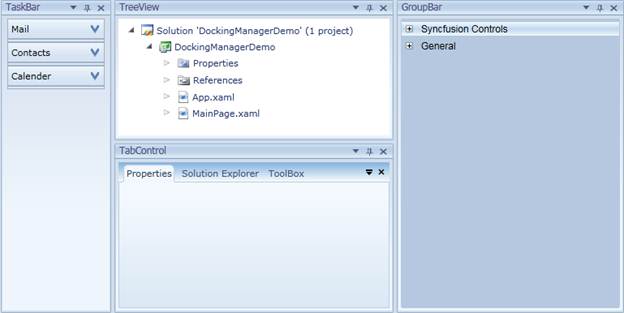 TaskBar
Mail
Contacts
Calender
TreeView
Solution 'DockingManagerDemo' (1 project)
DockingManagerDemo
Properties
References
App.xaml
MainPage.xaml
TabControl
Properties Solution Explorer ToolBox
GroupBar
Syncfusion Controls
General